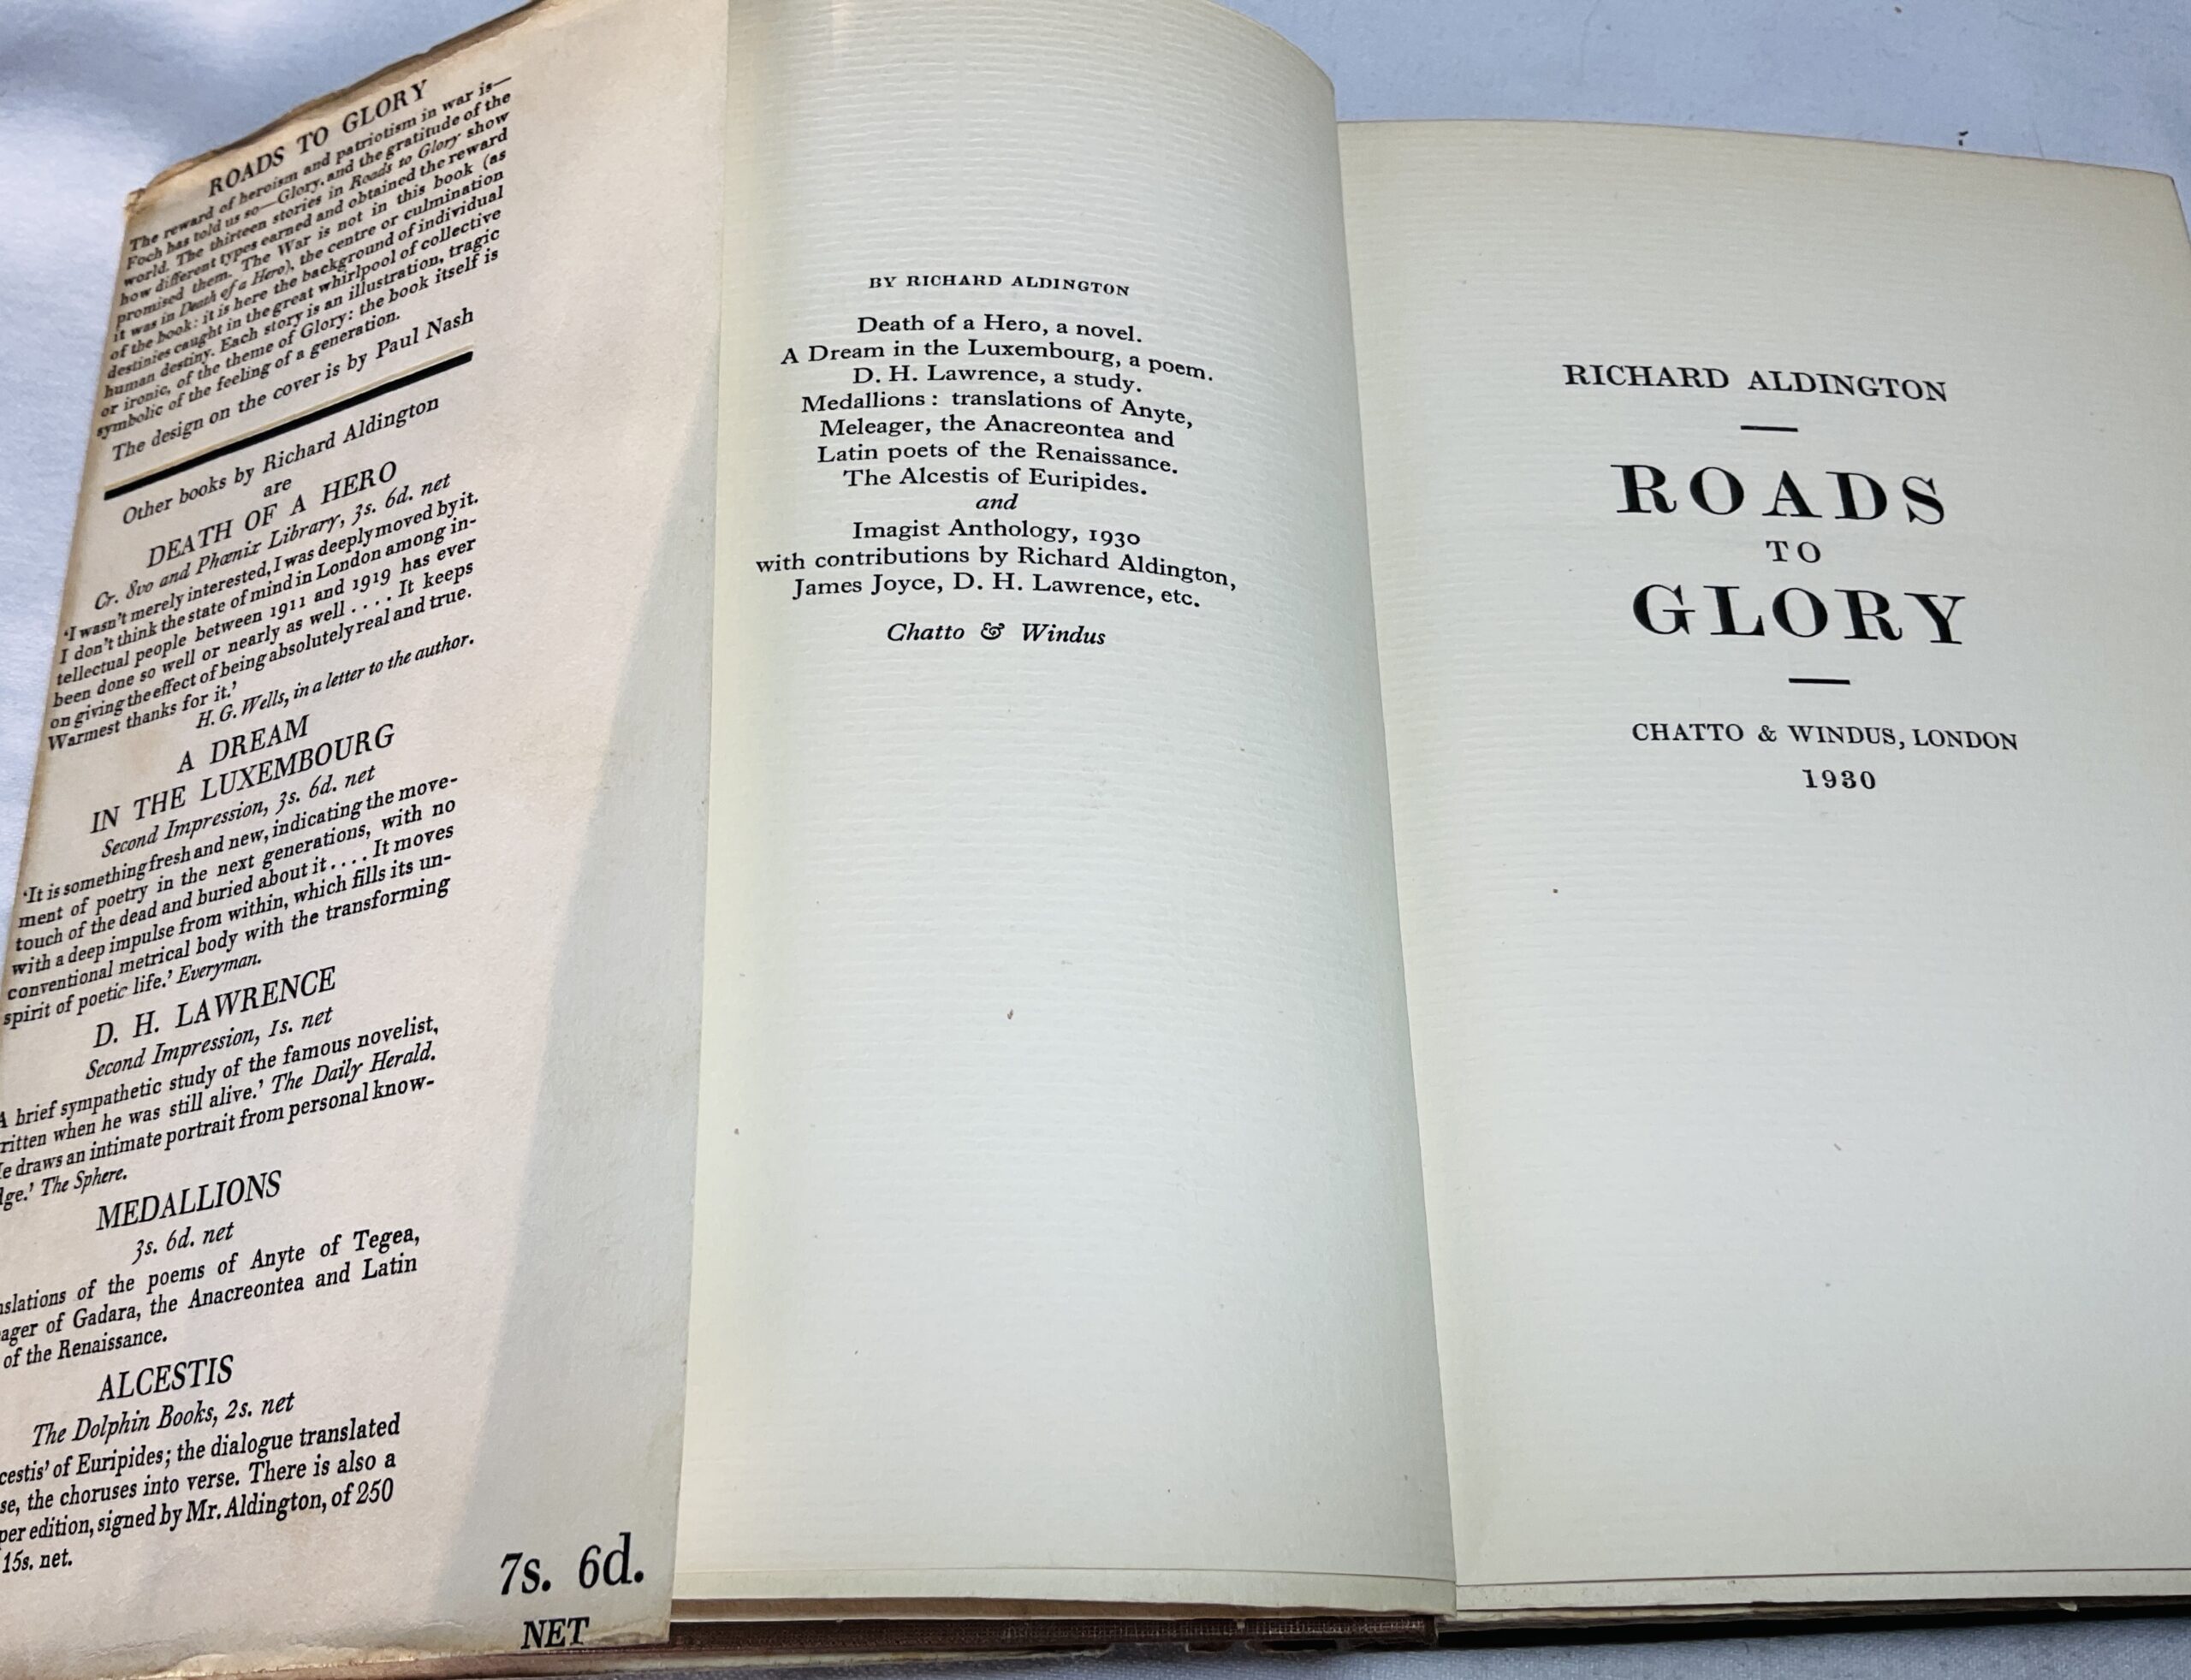 ROADS TO GLORY
The reward of heroism and patriotism in war is—
Foch has told us so—Glory, and the gratitude of the
world. The thirteen stories in Roads to Glory show
how different types earned and obtained the reward
promised them. The War is not in this book (as
it was in Death of a Hero), the centre or culmination
of the book: it is here the background of individual
destinies caught in the great whirlpool of collective
human destiny. Each story is an illustration, tragic
or ironic, of the theme of Glory: the book itself is
symbolic of the feeling of a generation.
The design on the cover is by Paul Nash
Other books by Richard Aldington
are
DEATH OF A HERO
Cr. 8vo and Phœnix Library, 3s. 6d. net
'I wasn't merely interested, I was deeply moved by it.
I don't think the state of mind in London among in-
tellectual people between 1911 and 1919 has ever
been done so well or nearly as well . . . . It keeps
on giving the effect of being absolutely real and true.
Warmest thanks for it.'
H. G. Wells, in a letter to the author.
A DREAM
IN THE LUXEMBOURG
Second Impression, 3s. 6d. net
'It is something fresh and new, indicating the move-
ment of poetry in the next generations, with no
touch of the dead and buried about it . . . . It moves
with a deep impulse from within, which fills its un-
conventional metrical body with the transforming
spirit of poetic life.' Everyman.
D. H. LAWRENCE
Second Impression, 1s. net
A brief sympathetic study of the famous novelist,
ritten when he was still alive.' The Daily Herald.
e draws an intimate portrait from personal know-
lge.' The Sphere.
MEDALLIONS
3s. 6d. net
nslations of the poems of Anyte of Tegea,
ager of Gadara, the Anacreontea and Latin
of the Renaissance.
ALCESTIS
The Dolphin Books, 2s. net
cestis' of Euripides; the dialogue translated
se, the choruses into verse. There is also a
per edition, signed by Mr. Aldington, of 250
15s. net.
7s. 6d.
NET
BY RICHARD ALDINGTON
Death of a Hero, a novel.
A Dream in the Luxembourg, a poem.
D. H. Lawrence, a study.
Medallions : translations of Anyte,
Meleager, the Anacreontea and
Latin poets of the Renaissance.
The Alcestis of Euripides.
and
Imagist Anthology, 1930
with contributions by Richard Aldington,
James Joyce, D. H. Lawrence, etc.
Chatto & Windus
RICHARD ALDINGTON
ROADS
TO
GLORY
CHATTO & WINDUS, LONDON
1930